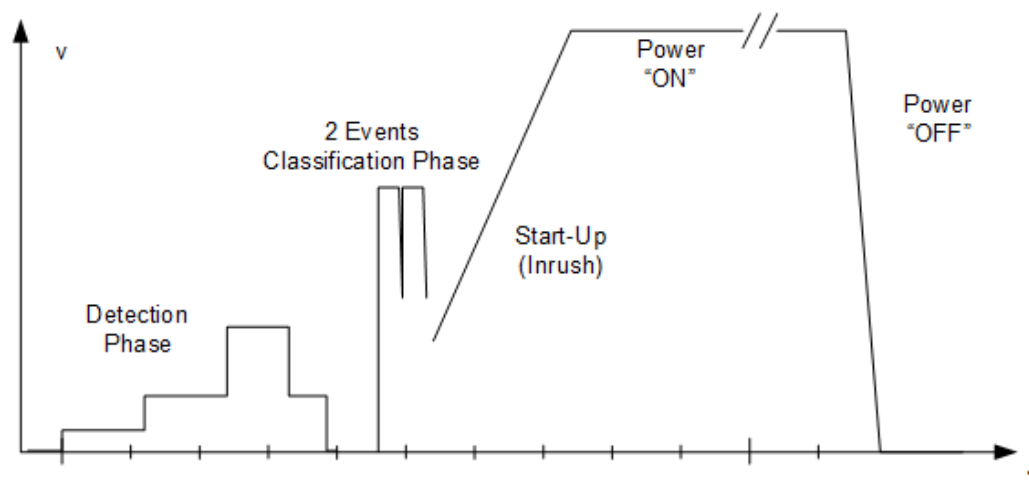 v
Power
“ON”
Power
“OFF”
2 Events
Classification Phase
Start-Up
(Inrush)
Detection
Phase